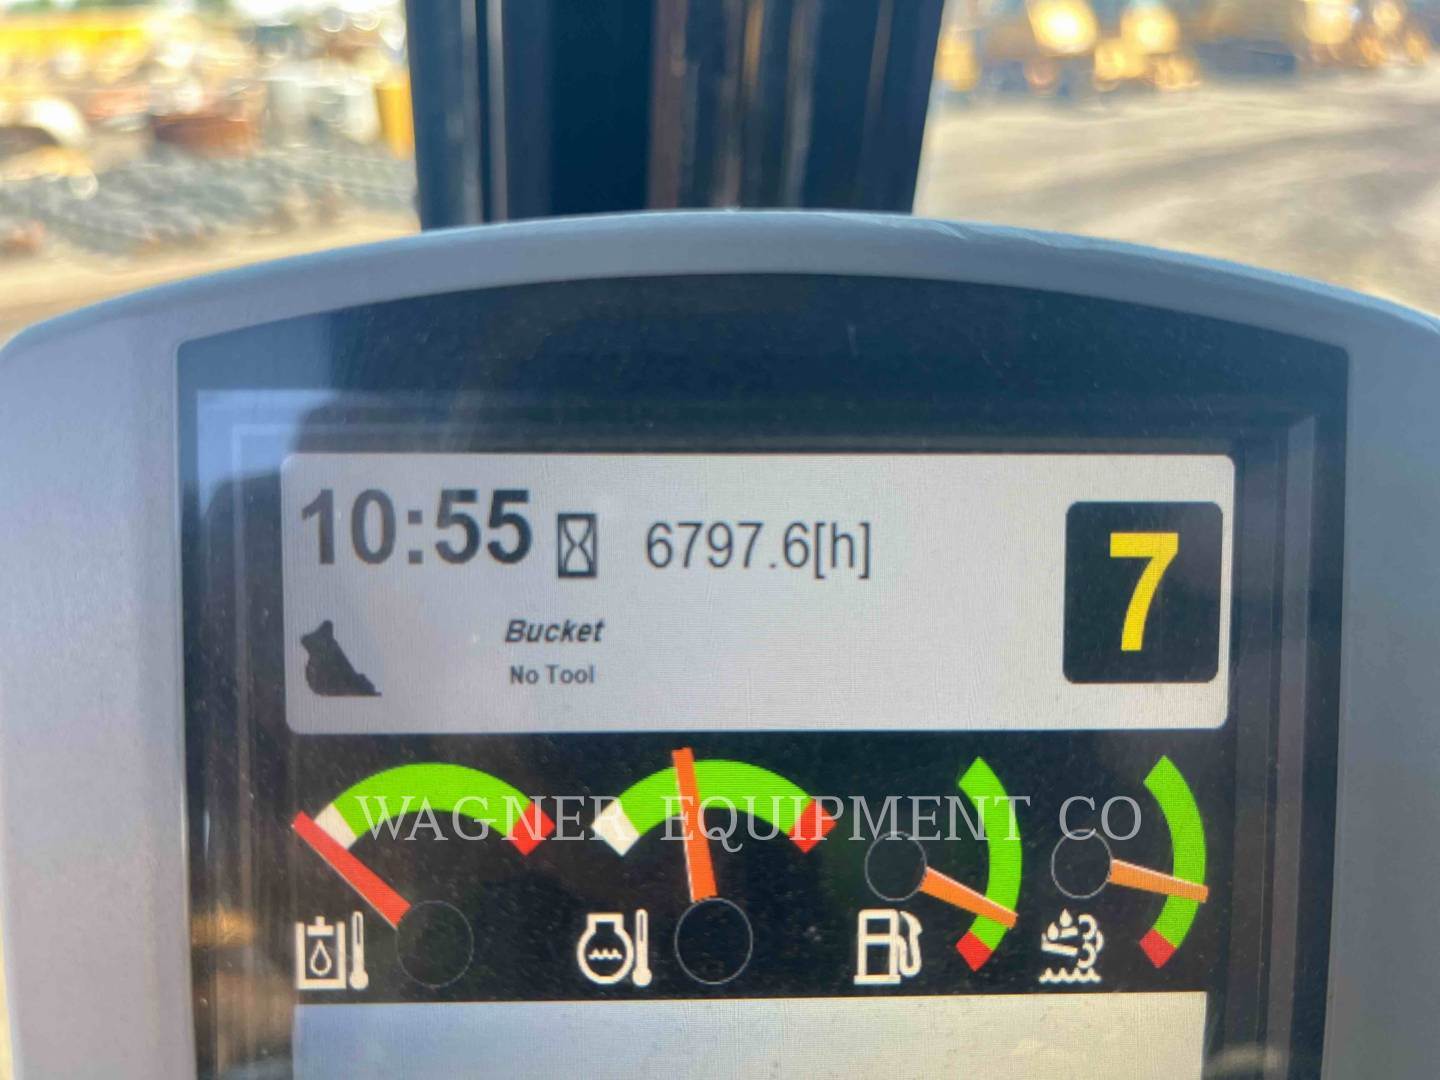 10:55 6797.6[h]
7
Bucket
No Tool
WAGNER EQUIPMENT CO